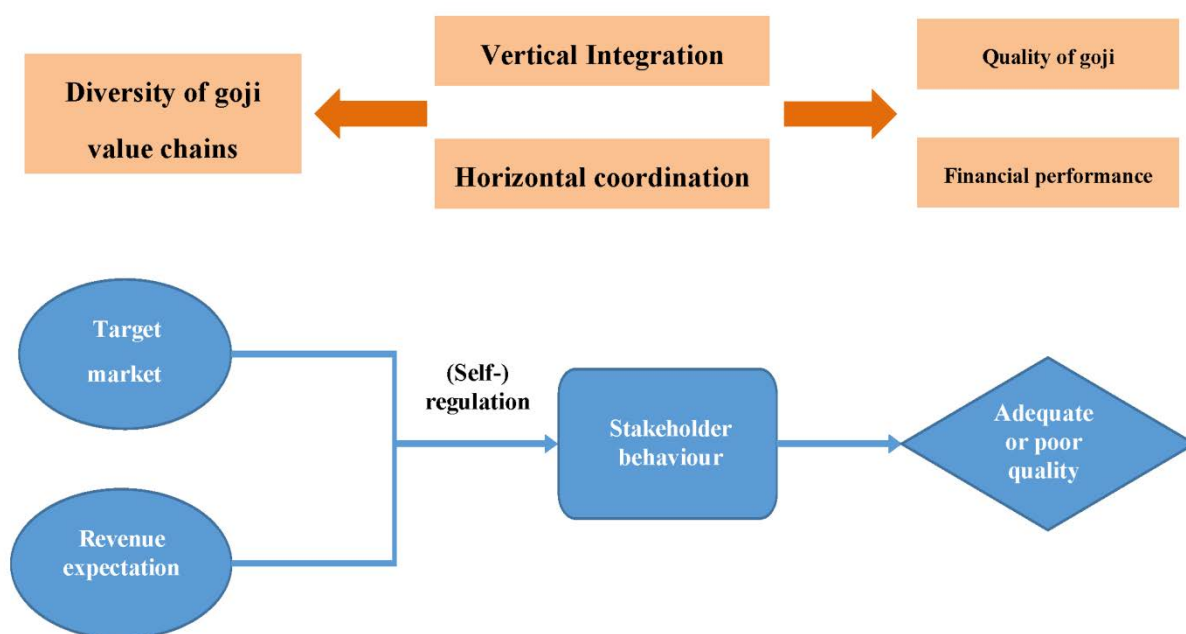 Diversity of goji
value chains
Vertical Integration
Horizontal coordination
Quality of goji
Financial performance
Target
market
Revenue
expectation
(Self-)
regulation
Stakeholder
behaviour
Adequate
or poor
quality